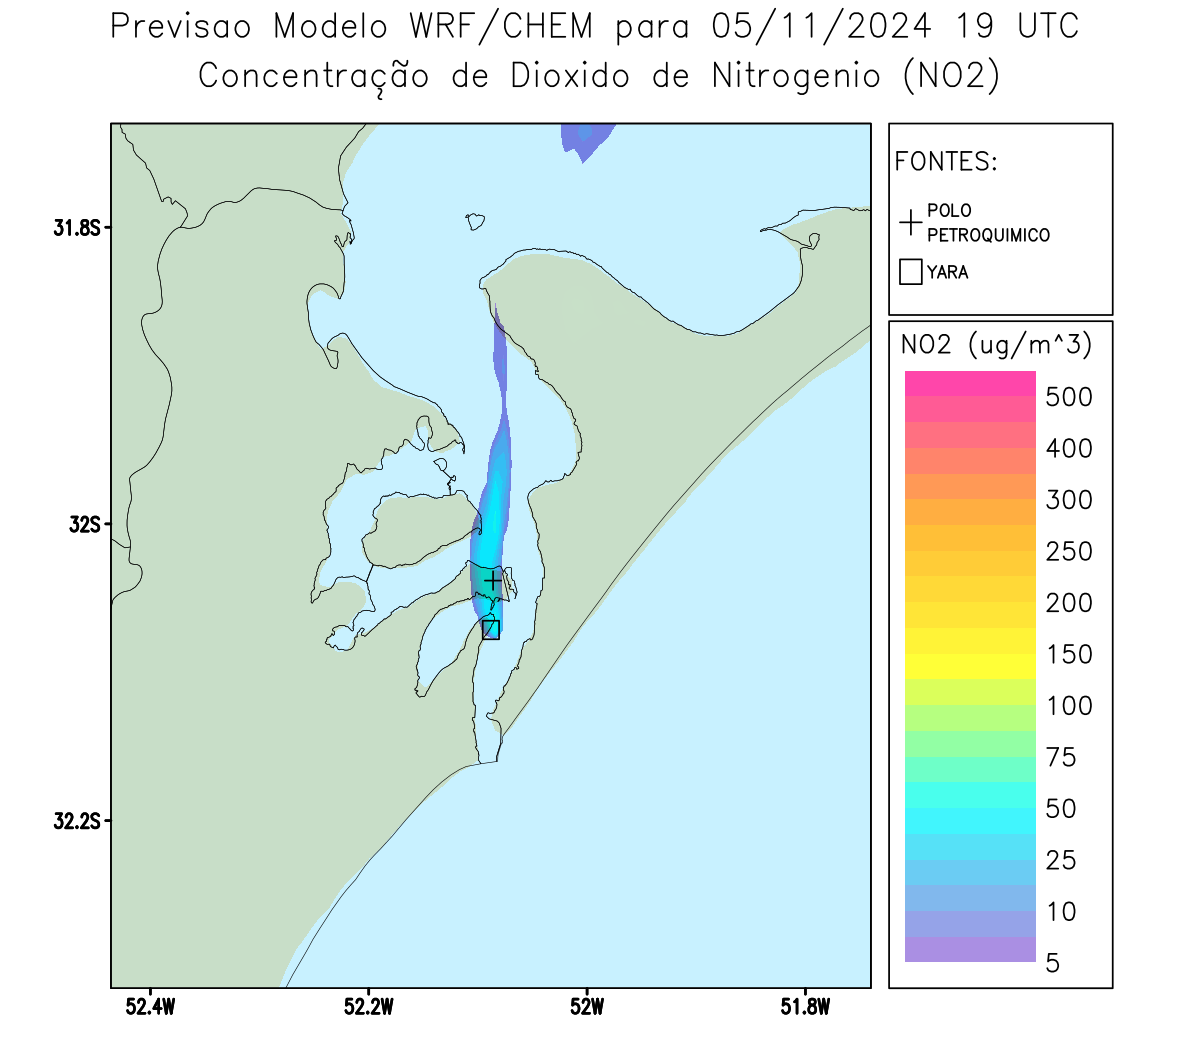 Previsao Modelo WRF/CHEM para 05/11/2024 19 UTC
Concentração de Dioxido de Nitrogenio (NO2)
FONTES:
POLO
PETROQUIMICO
YARA
31.8S
32S
32.2S
52.4W
52.2W
52W
51.8W
NO2 (ug/m^3)
500
400
300
250
200
150
100
75
50
25
10
5